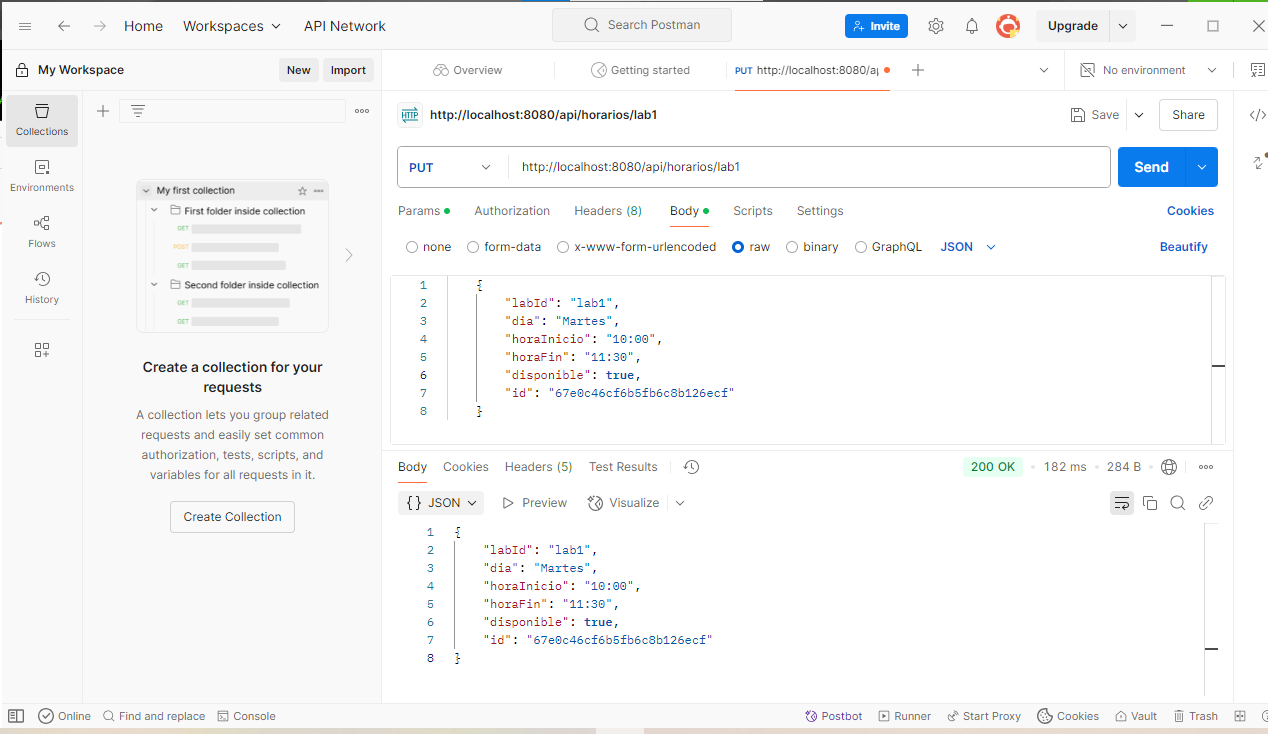 Home Workspaces API Network Search Postman Invite Upgrade
My Workspace New Import Overview Getting started PUT http://localhost:8080/a No environment
Collections
Environments
Flows
History
My first collection
First folder inside collection
GET
POST
GET
Second folder inside collection
GET
GET
Create a collection for your
requests
A collection lets you group related
requests and easily set common
authorization, tests, scripts, and
variables for all requests in it.
Create Collection
HTTP http://localhost:8080/api/horarios/lab1 Save Share
PUT http://localhost:8080/api/horarios/lab1 Send
Params Authorization Headers (8) Body Scripts Settings Cookies
none form-data x-www-form-urlencoded raw binary GraphQL JSON Beautify
1 {
2 "labId": "lab1",
3 "dia": "Martes",
4 "horaInicio": "10:00",
5 "horaFin": "11:30",
6 "disponible": true,
7 "id": "67e0c46cf6b5fb6c8b126ecf"
8 }
Body Cookies Headers (5) Test Results 200 OK 182 ms 284 B
{} JSON Preview Visualize
1 {
2 "labId": "lab1",
3 "dia": "Martes",
4 "horaInicio": "10:00",
5 "horaFin": "11:30",
6 "disponible": true,
7 "id": "67e0c46cf6b5fb6c8b126ecf"
8 }
Online Find and replace Console Postbot Runner Start Proxy Cookies Vault Trash